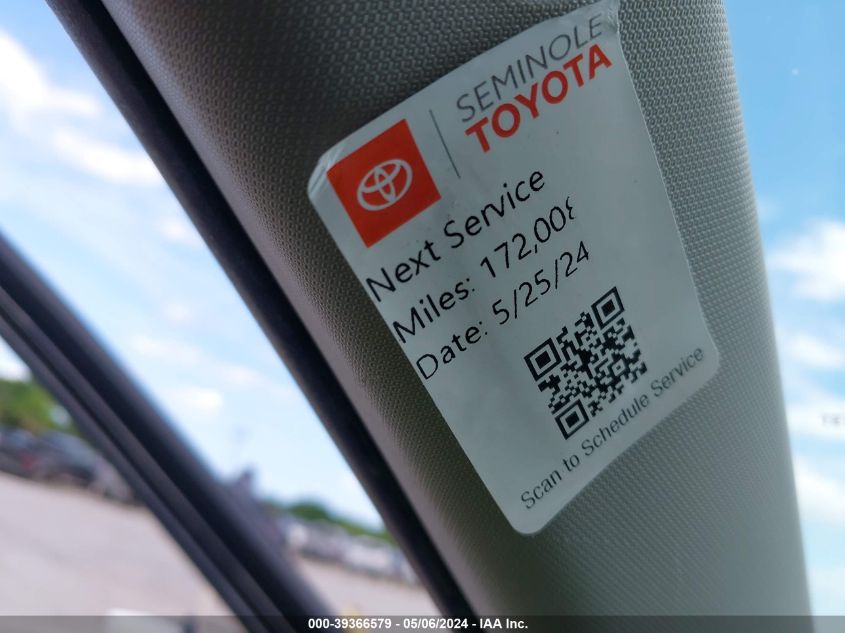 SEMINOLE
TOYOTA
Next Service
Miles: 172,008
Date: 5/25/24
Scan to Schedule Service
000-39366579 - 05/06/2024 - IAA Inc.